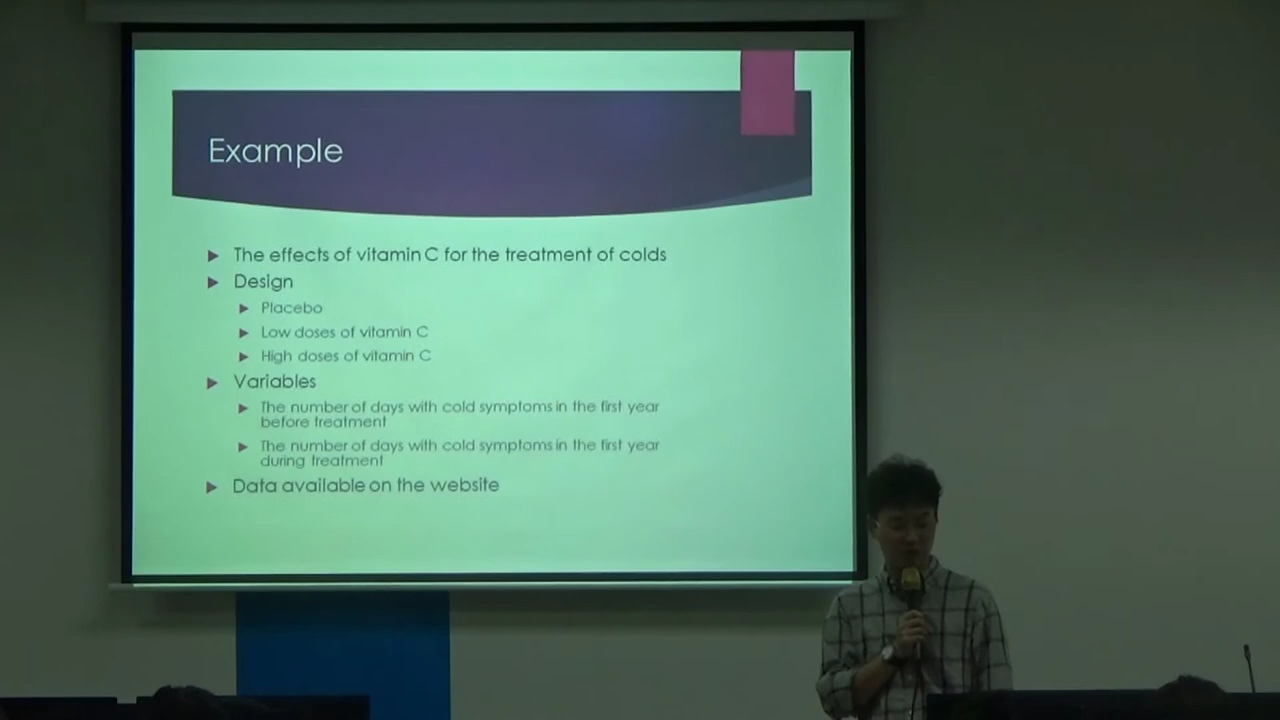 Example
The effects of vitamin C for the treatment of colds
Design
Placebo
Low doses of vitamin C
High doses of vitamin C
Variables
The number of days with cold symptoms in the first year
before treatment
The number of days with cold symptoms in the first year
during treatment
Data available on the website